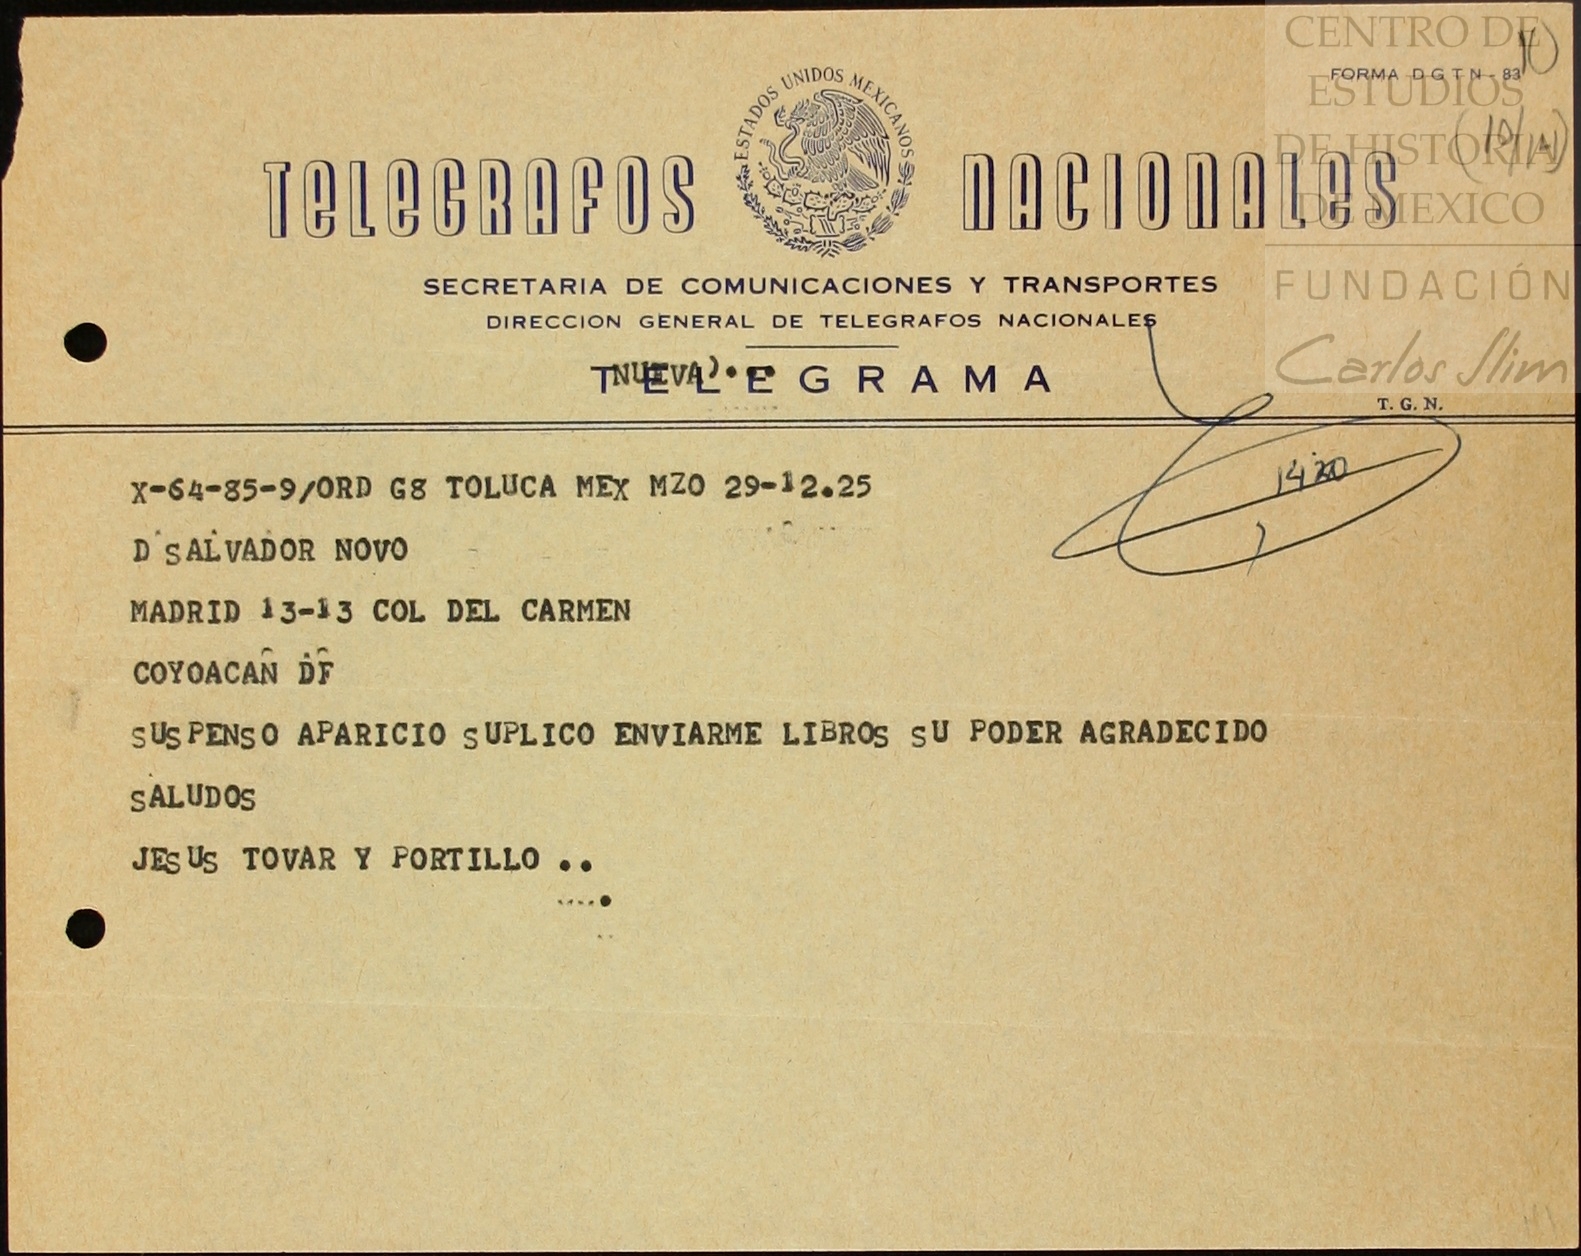 CENTRO DE
ESTUDIOS
DE HISTORIA
DE MEXICO
FUNDACIÓN
Carlos Slim
10
FORMA D G T N - 83
ESTADOS UNIDOS MEXICANOS
TELEGRAFOS NACIONALES
SECRETARIA DE COMUNICACIONES Y TRANSPORTES
DIRECCION GENERAL DE TELEGRAFOS NACIONALES
NUEVA)...
TELEGRAMA
T. G. N.
1420
X-64-85-9/ORD G8 TOLUCA MEX MZO 29-12.25
D SALVADOR NOVO
MADRID 13-13 COL DEL CARMEN
COYOACAN DF
SUSPENSO APARICIO SUPLICO ENVIARME LIBROS SU PODER AGRADECIDO
SALUDOS
JESUS TOVAR Y PORTILLO ..